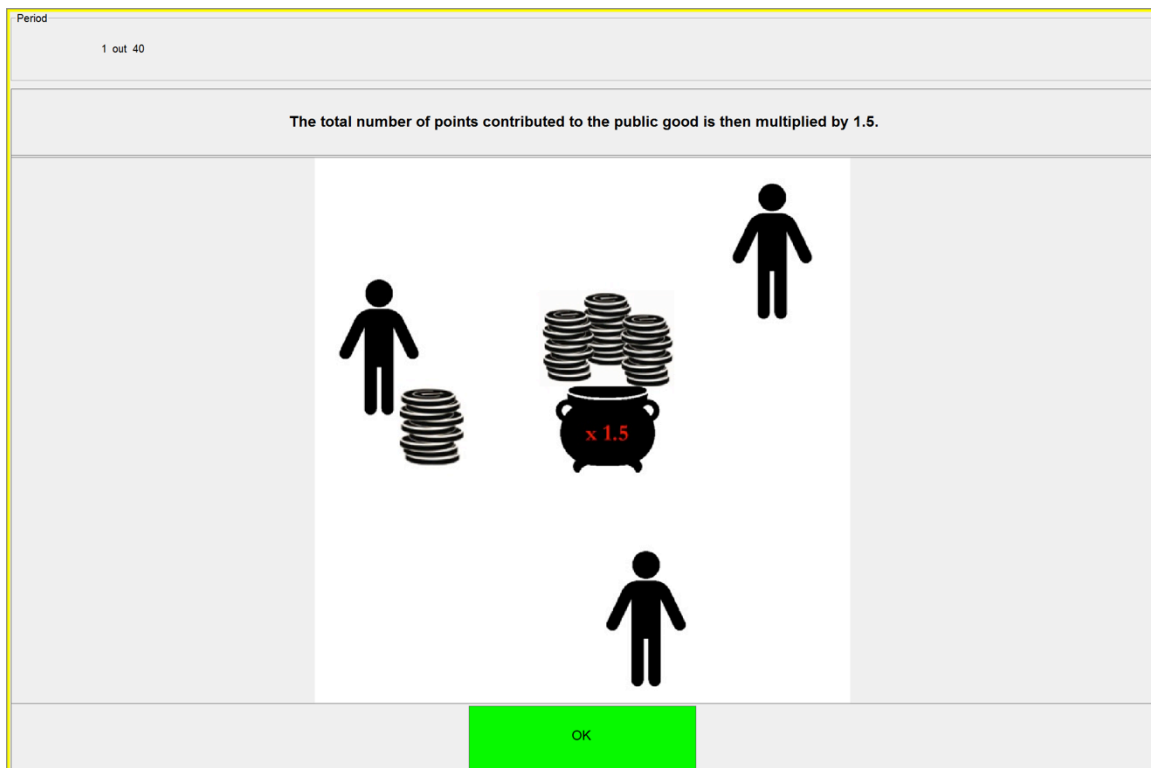 Period
1 out 40
The total number of points contributed to the public good is then multiplied by 1.5.
x 1.5
OK